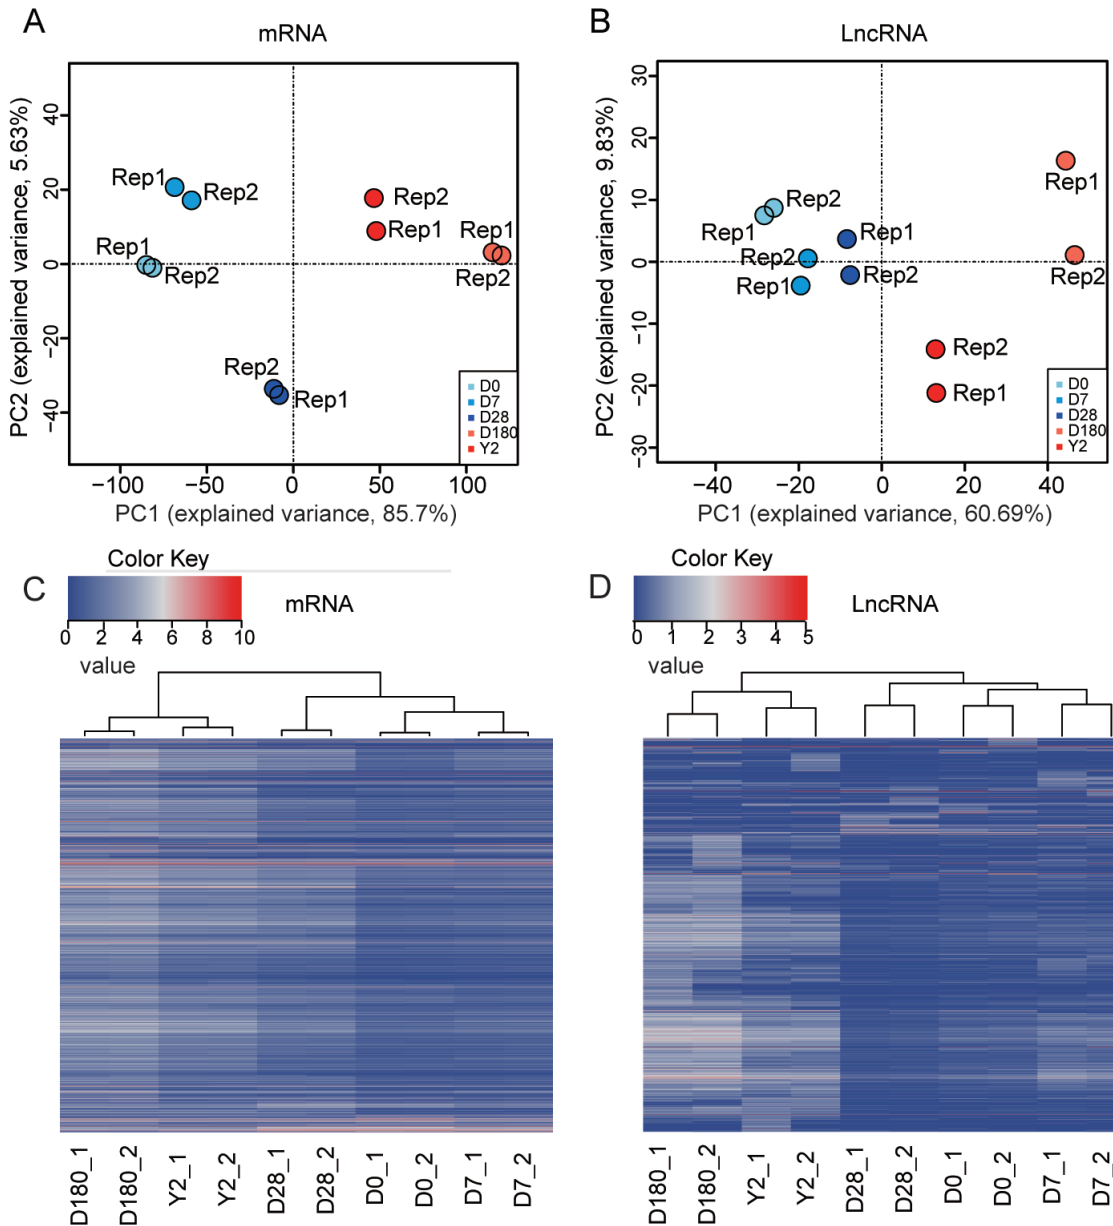 A
mRNA
PC2 (explained variance, 5.63%)
40
20
0
−20
−40
Rep1
Rep2
Rep1
Rep2
Rep2
Rep1
Rep1
Rep2
Rep2
Rep1
D0
D7
D28
D180
Y2
−100
−50
0
50
100
PC1 (explained variance, 85.7%)
B
LncRNA
PC2 (explained variance, 9.83%)
30
20
10
0
−10
−20
−30
Rep1
Rep2
Rep2
Rep1
Rep1
Rep2
Rep2
Rep1
Rep2
Rep1
D0
D7
D28
D180
Y2
−40
−20
0
20
40
PC1 (explained variance, 60.69%)
C
Color Key
0 2 4 6 8 10
value
mRNA
D180_1
D180_2
Y2_1
Y2_2
D28_1
D28_2
D0_1
D0_2
D7_1
D7_2
D
Color Key
0 1 2 3 4 5
value
LncRNA
D180_1
D180_2
Y2_1
Y2_2
D28_1
D28_2
D0_1
D0_2
D7_1
D7_2